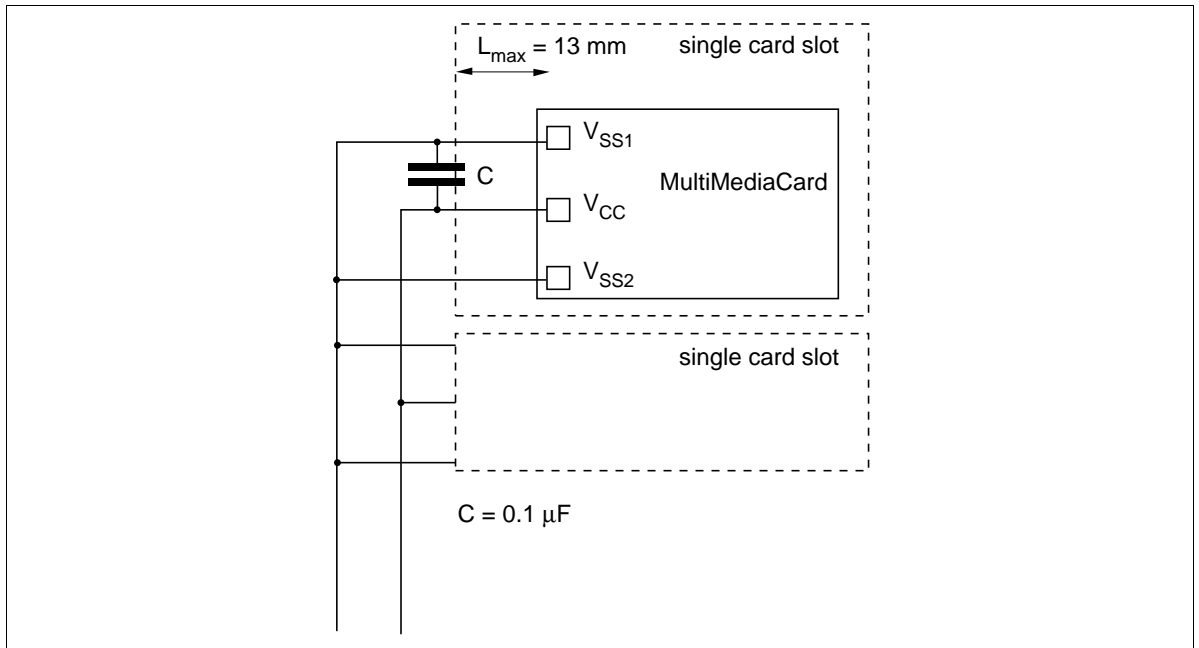 L_max = 13 mm single card slot
V_SS1
C
MultiMediaCard
V_CC
V_SS2
single card slot
C = 0.1 μF